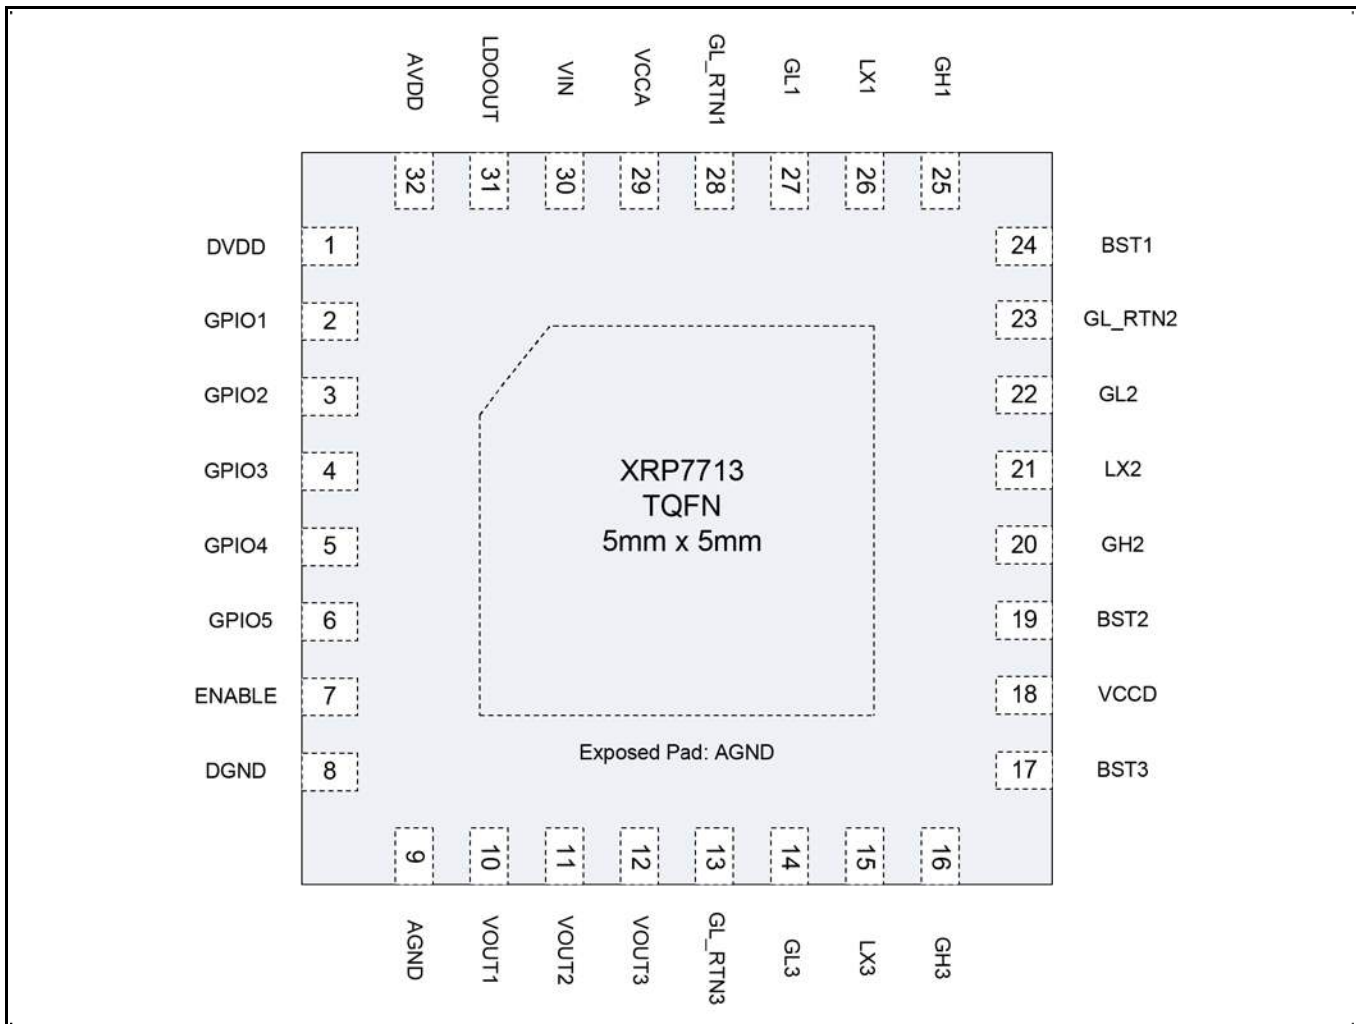 AVDD
LDOOUT
VIN
VCCA
GL_RTN1
GL1
LX1
GH1
32
31
30
29
28
27
26
25
DVDD 1
24 BST1
GPIO1 2
23 GL_RTN2
GPIO2 3
22 GL2
GPIO3 4
21 LX2
GPIO4 5
20 GH2
GPIO5 6
19 BST2
ENABLE 7
18 VCCD
DGND 8
17 BST3
XRP7713
TQFN
5mm x 5mm
Exposed Pad: AGND
9
10
11
12
13
14
15
16
AGND
VOUT1
VOUT2
VOUT3
GL_RTN3
GL3
LX3
GH3